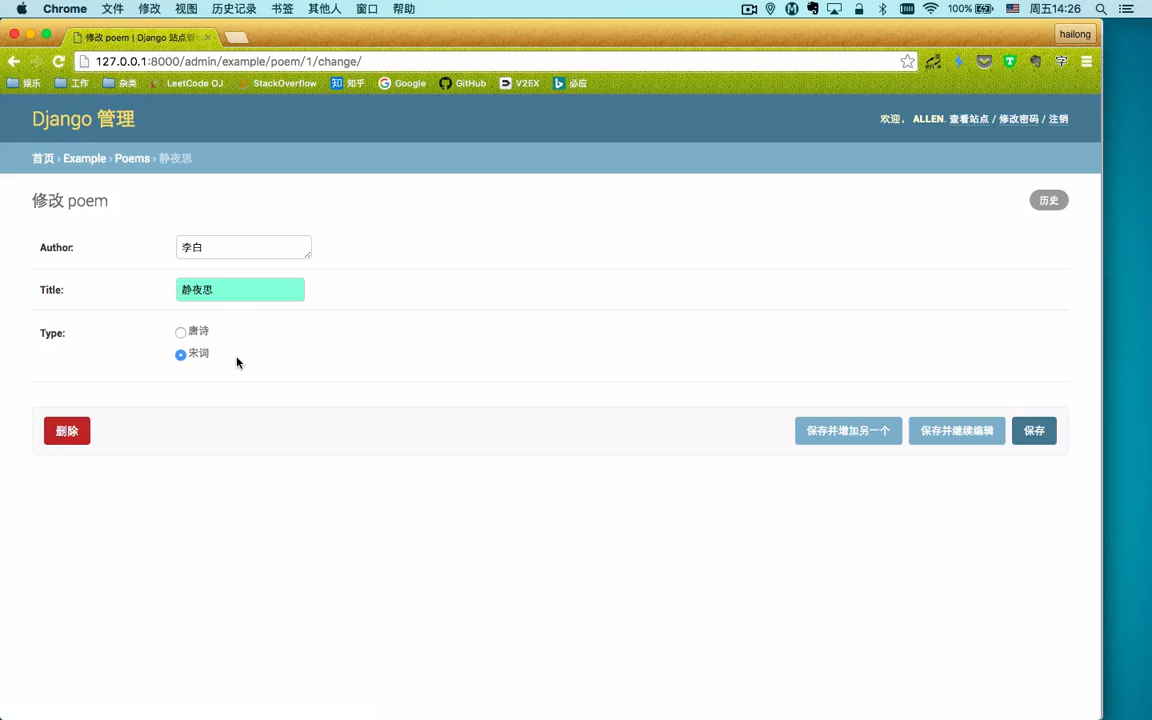 Chrome 文件 修改 视图 历史记录 书签 其他人 窗口 帮助 100% 周五14:26
修改 poem | Django 站点管 hailong
127.0.0.1:8000/admin/example/poem/1/change/
娱乐 工作 杂类 LeetCode OJ StackOverflow 知乎 Google GitHub V2EX 必应
Django 管理 欢迎， ALLEN. 查看站点 / 修改密码 / 注销
首页 › Example › Poems › 静夜思
修改 poem 历史
Author: 李白
Title: 静夜思
Type: 唐诗
宋词
删除 保存并增加另一个 保存并继续编辑 保存